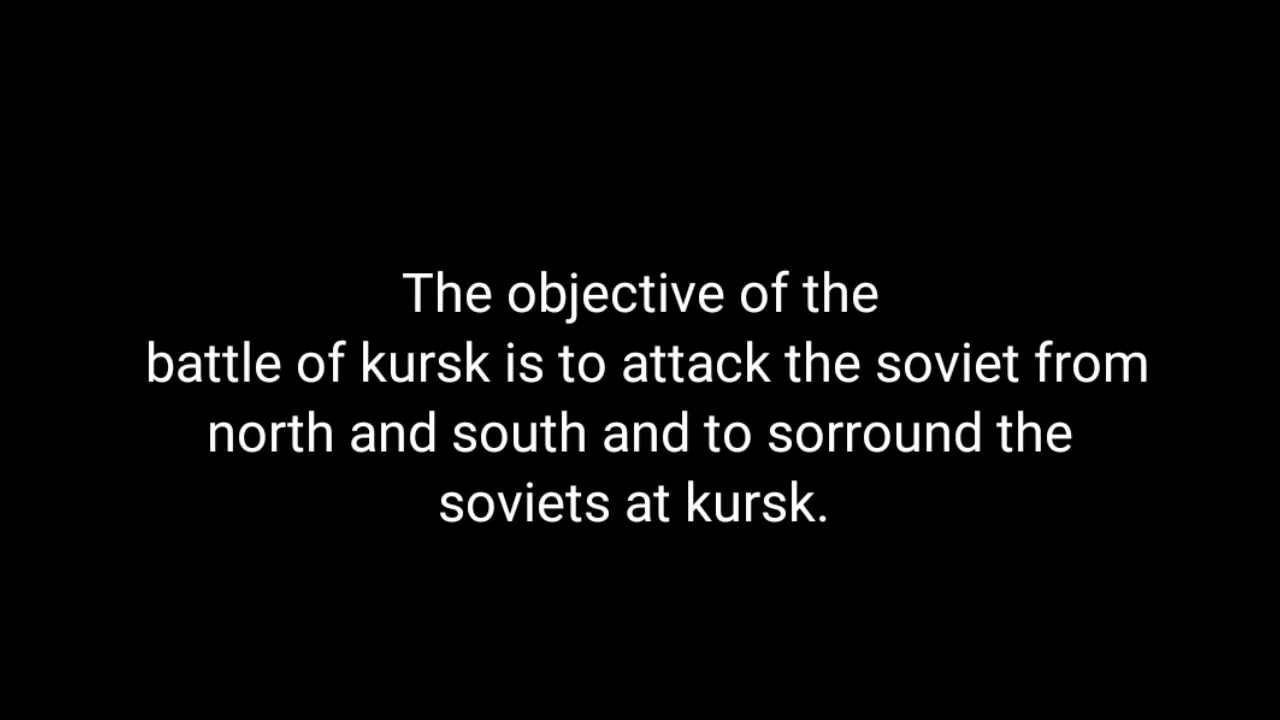 The objective of the
battle of kursk is to attack the soviet from
north and south and to sorround the
soviets at kursk.